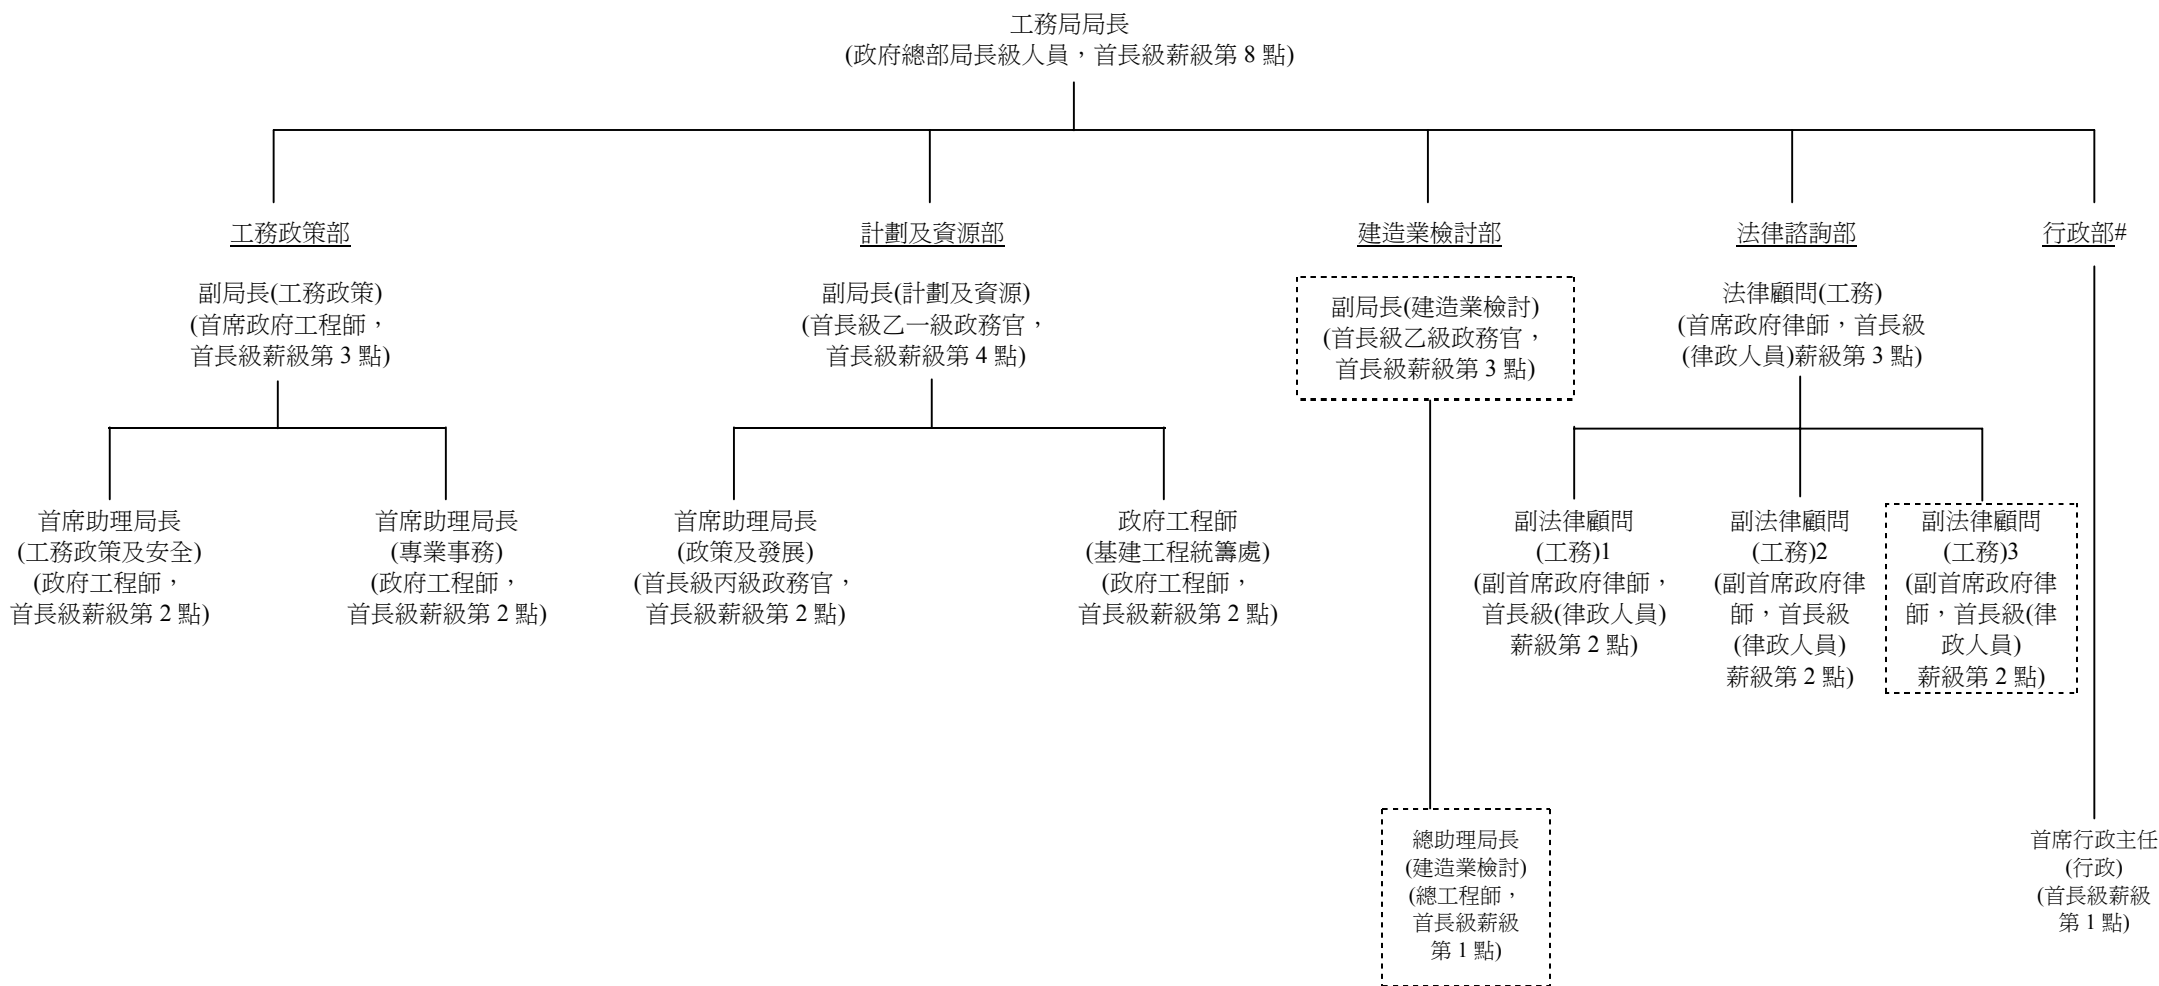 工務局局長
(政府總部局長級人員，首長級薪級第 8 點)
工務政策部
副局長(工務政策)
(首席政府工程師，
首長級薪級第 3 點)
首席助理局長
(工務政策及安全)
(政府工程師，
首長級薪級第 2 點)
首席助理局長
(專業事務)
(政府工程師，
首長級薪級第 2 點)
計劃及資源部
副局長(計劃及資源)
(首長級乙一級政務官，
首長級薪級第 4 點)
首席助理局長
(政策及發展)
(首長級丙級政務官，
首長級薪級第 2 點)
政府工程師
(基建工程統籌處)
(政府工程師，
首長級薪級第 2 點)
建造業檢討部
副局長(建造業檢討)
(首長級乙級政務官，
首長級薪級第 3 點)
總助理局長
(建造業檢討)
(總工程師，
首長級薪級
第 1 點)
法律諮詢部
法律顧問(工務)
(首席政府律師，首長級
(律政人員)薪級第 3 點)
副法律顧問
(工務)1
(副首席政府律師，
首長級(律政人員)
薪級第 2 點)
副法律顧問
(工務)2
(副首席政府律
師，首長級
(律政人員)
薪級第 2 點)
副法律顧問
(工務)3
(副首席政府律
師，首長級(律
政人員)
薪級第 2 點)
行政部#
首席行政主任
(行政)
(首長級薪級
第 1 點)